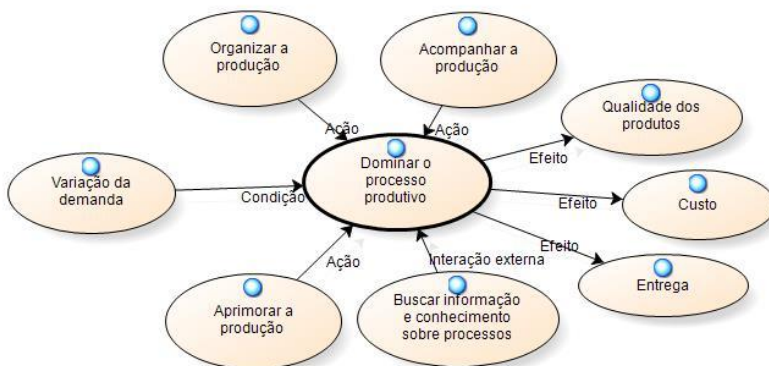 Organizar a
produção
Acompanhar a
produção
Qualidade dos
produtos
Ação
Ação
Efeito
Dominar o
processo
produtivo
Variação da
demanda
Condição
Efeito
Custo
Ação
Interação externa
Efeito
Entrega
Aprimorar a
produção
Buscar informação
e conhecimento
sobre processos